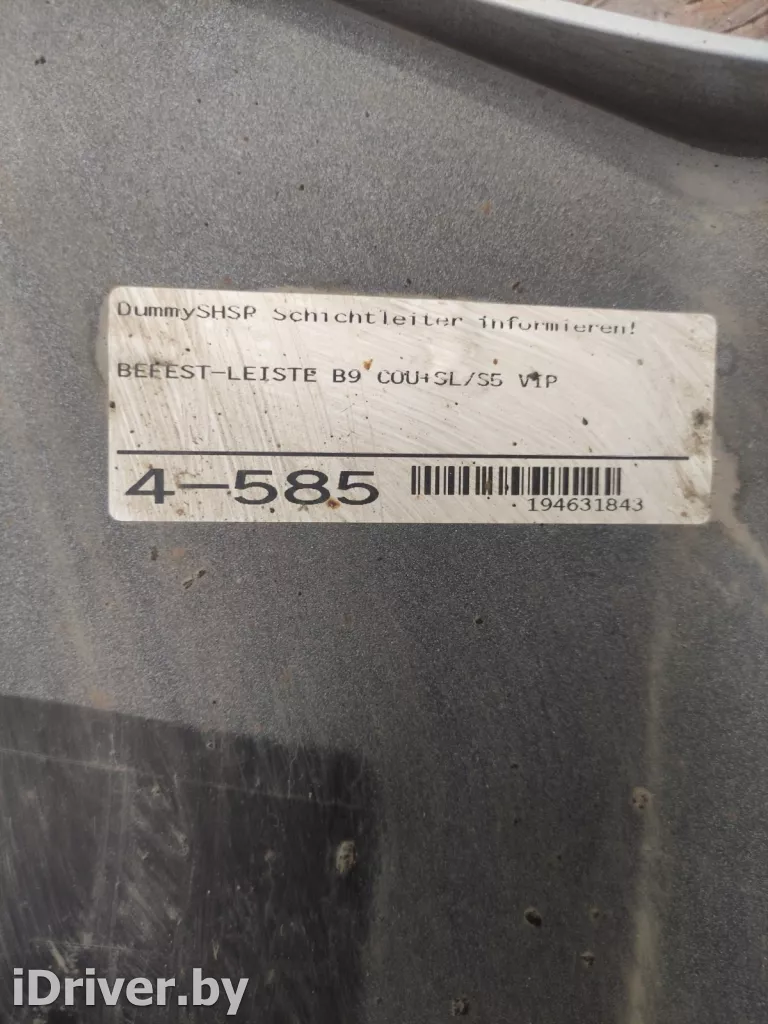 DummySHSP Schichtleiter informieren!
BEFEST-LEISTE B9 COU+SL/S5 VIP
4-585
194631843
iDriver.by